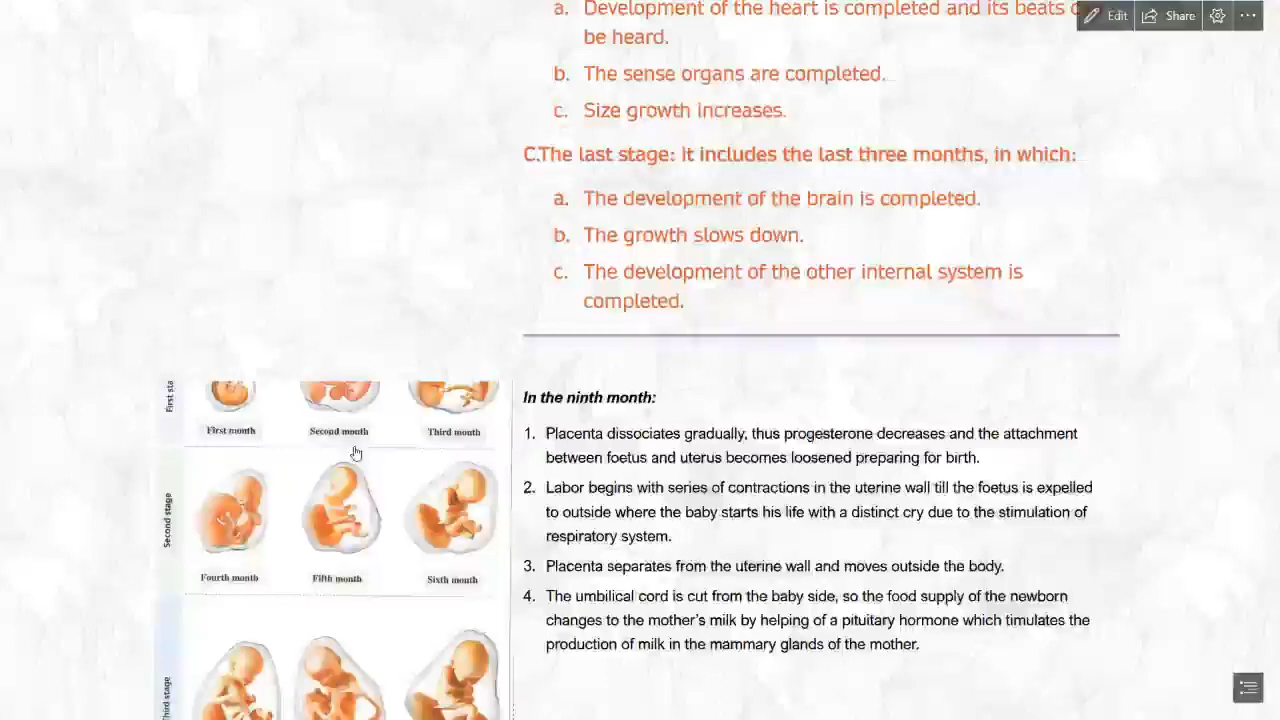 a. Development of the heart is completed and its beats
be heard.
b. The sense organs are completed.
c. Size growth increases.
C.The last stage: it includes the last three months, in which:
a. The development of the brain is completed.
b. The growth slows down.
c. The development of the other internal system is
completed.
Edit Share
First sta
First month Second month Third month
Second stage
Fourth month Fifth month Sixth month
Third stage
In the ninth month:
1. Placenta dissociates gradually, thus progesterone decreases and the attachment
between foetus and uterus becomes loosened preparing for birth.
2. Labor begins with series of contractions in the uterine wall till the foetus is expelled
to outside where the baby starts his life with a distinct cry due to the stimulation of
respiratory system.
3. Placenta separates from the uterine wall and moves outside the body.
4. The umbilical cord is cut from the baby side, so the food supply of the newborn
changes to the mother's milk by helping of a pituitary hormone which timulates the
production of milk in the mammary glands of the mother.